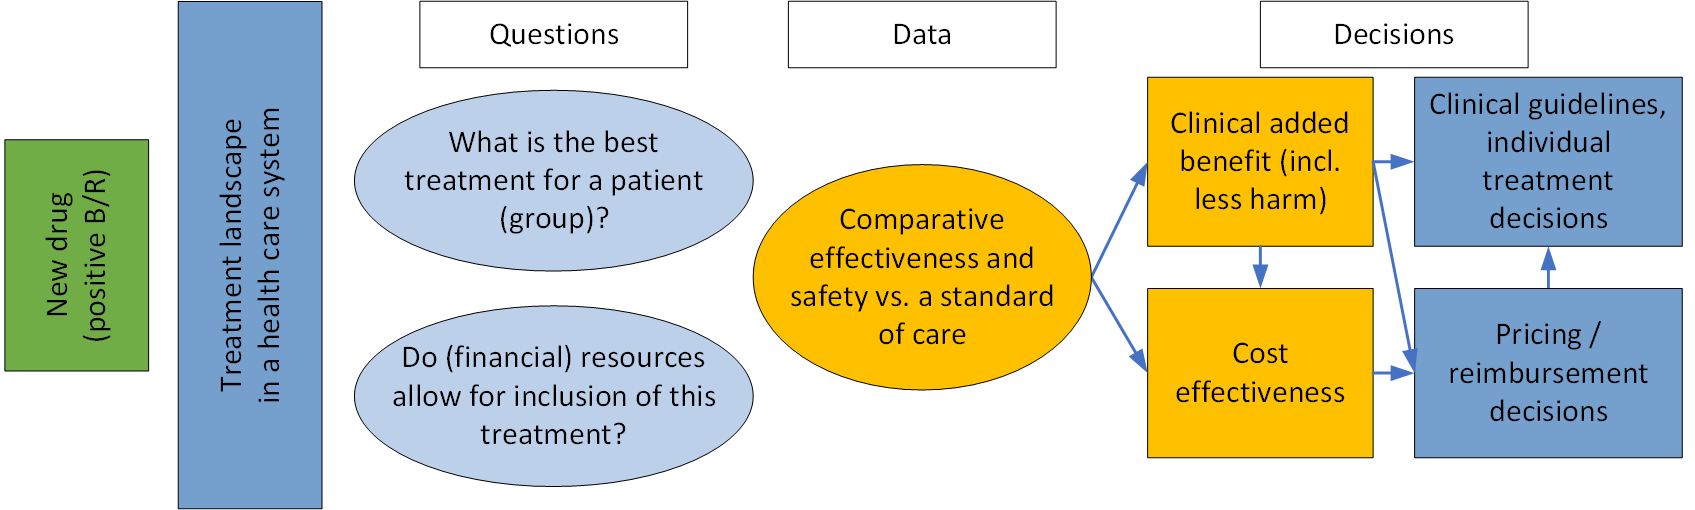 New drug
(positive B/R)
Treatment landscape
in a health care system
Questions
What is the best
treatment for a patient
(group)?
Do (financial) resources
allow for inclusion of this
treatment?
Data
Comparative
effectiveness and
safety vs. a standard
of care
Decisions
Clinical added
benefit (incl.
less harm)
Clinical guidelines,
individual
treatment
decisions
Cost
effectiveness
Pricing /
reimbursement
decisions